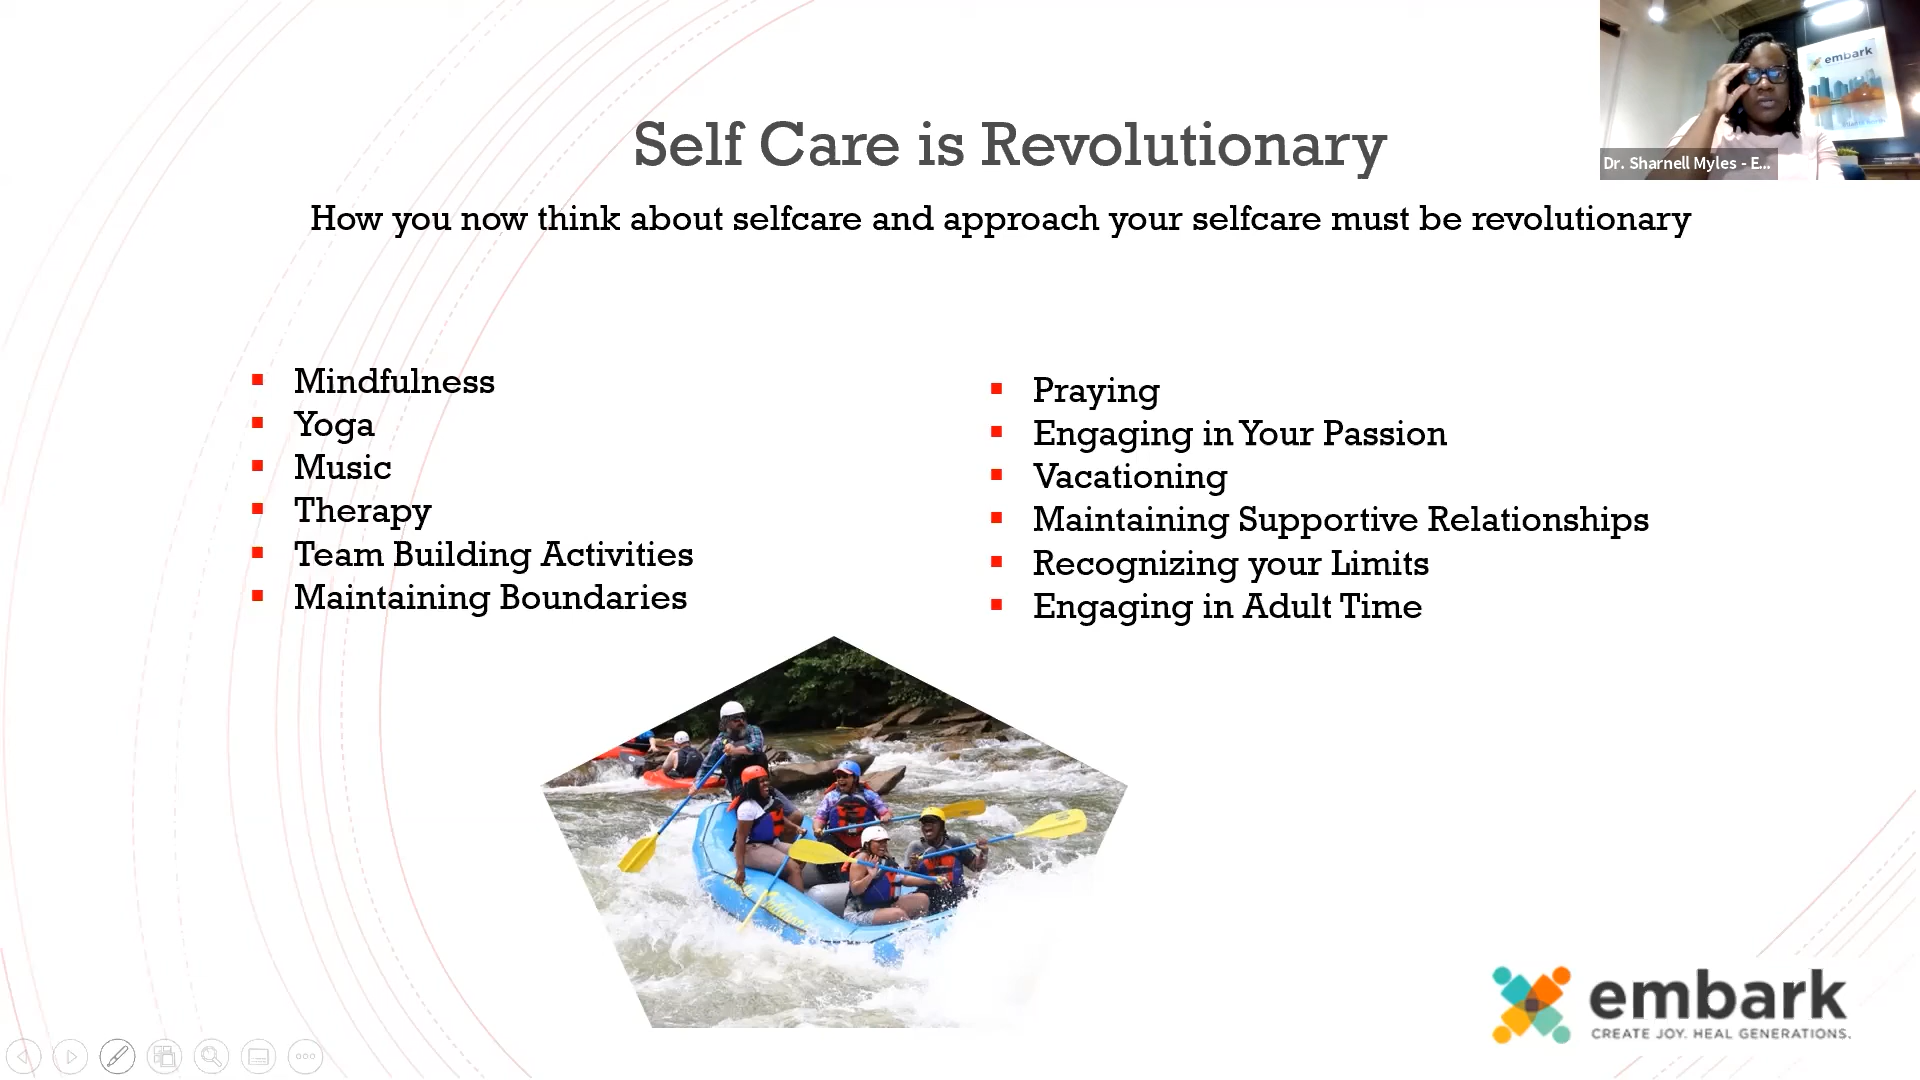 Self Care is Revolutionary
How you now think about selfcare and approach your selfcare must be revolutionary
Mindfulness
Yoga
Music
Therapy
Team Building Activities
Maintaining Boundaries
Praying
Engaging in Your Passion
Vacationing
Maintaining Supportive Relationships
Recognizing your Limits
Engaging in Adult Time
embark
Dr. Sharnell Myles - E...
embark
CREATE JOY. HEAL GENERATIONS.